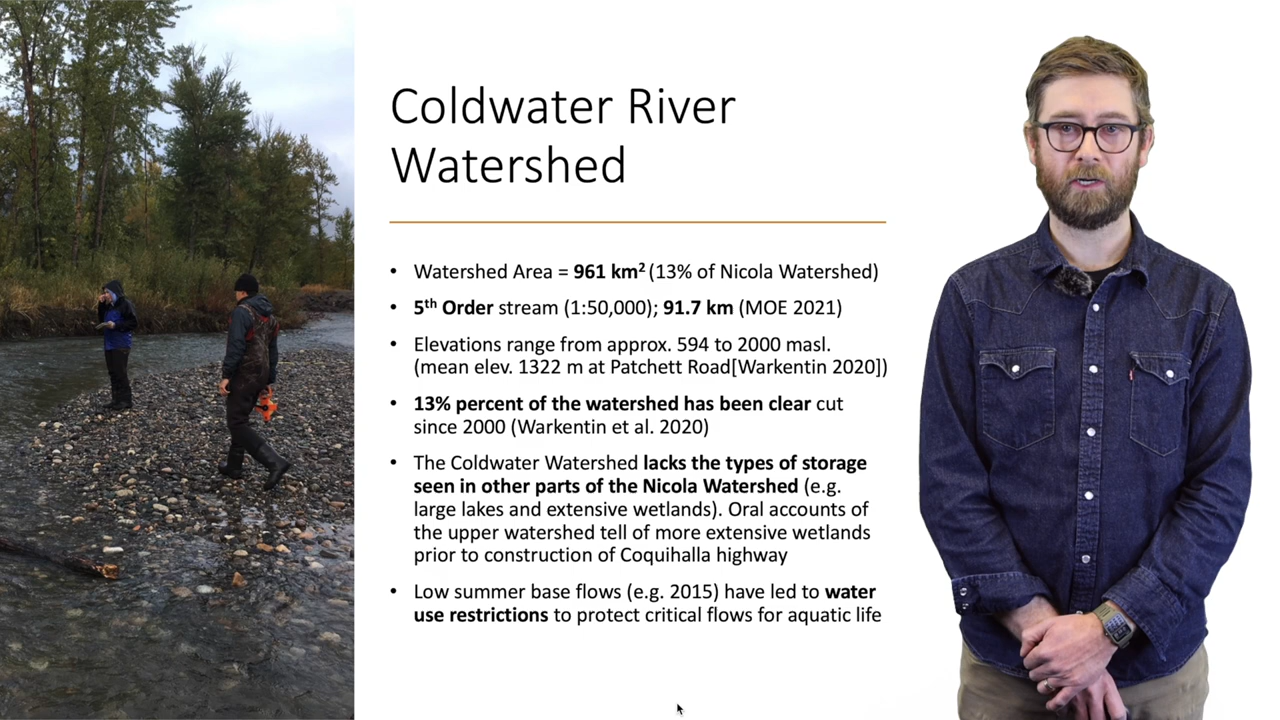 Coldwater River
Watershed
• Watershed Area = 961 km² (13% of Nicola Watershed)
• 5th Order stream (1:50,000); 91.7 km (MOE 2021)
• Elevations range from approx. 594 to 2000 masl.
(mean elev. 1322 m at Patchett Road[Warkentin 2020])
• 13% percent of the watershed has been clear cut
since 2000 (Warkentin et al. 2020)
• The Coldwater Watershed lacks the types of storage
seen in other parts of the Nicola Watershed (e.g.
large lakes and extensive wetlands). Oral accounts of
the upper watershed tell of more extensive wetlands
prior to construction of Coquihalla highway
• Low summer base flows (e.g. 2015) have led to water
use restrictions to protect critical flows for aquatic life